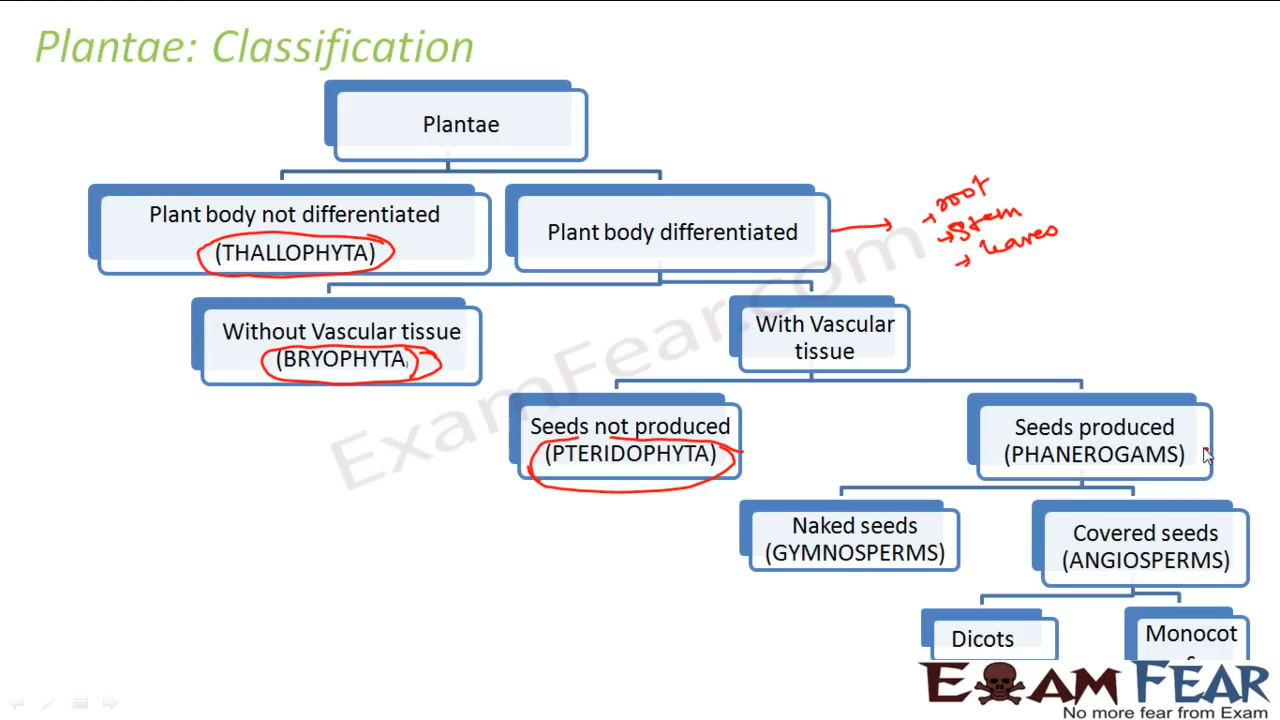 Plantae: Classification
Plantae
Plant body not differentiated
(THALLOPHYTA)
Plant body differentiated
→ root
→ Stem
→ leaves
Without Vascular tissue
(BRYOPHYTA)
With Vascular
tissue
Seeds not produced
(PTERIDOPHYTA)
Seeds produced
(PHANEROGAMS)
Naked seeds
(GYMNOSPERMS)
Covered seeds
(ANGIOSPERMS)
Dicots
Monocot
s
ExamFear.com
EXAM FEAR
No more fear from Exam